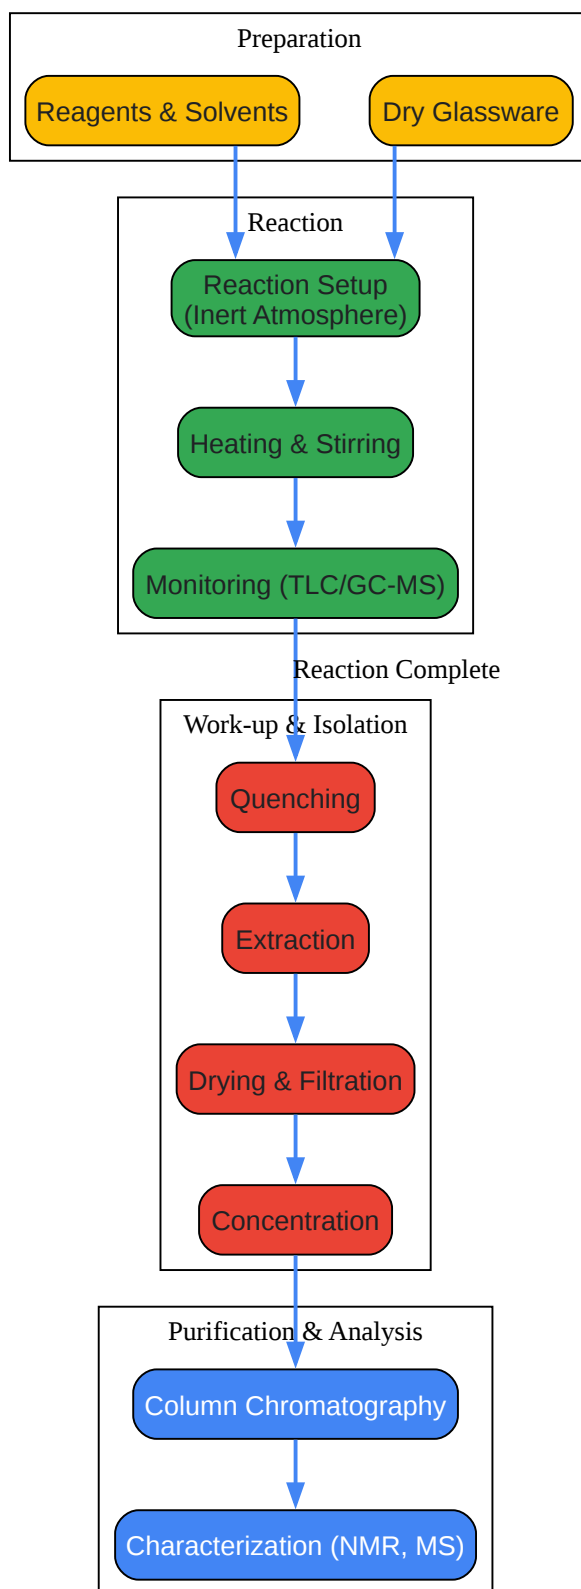 Preparation
Reagents & Solvents
Dry Glassware
Reaction
Reaction Setup
(Inert Atmosphere)
Heating & Stirring
Monitoring (TLC/GC-MS)
Reaction Complete
Work-up & Isolation
Quenching
Extraction
Drying & Filtration
Concentration
Purification & Analysis
Column Chromatography
Characterization (NMR, MS)